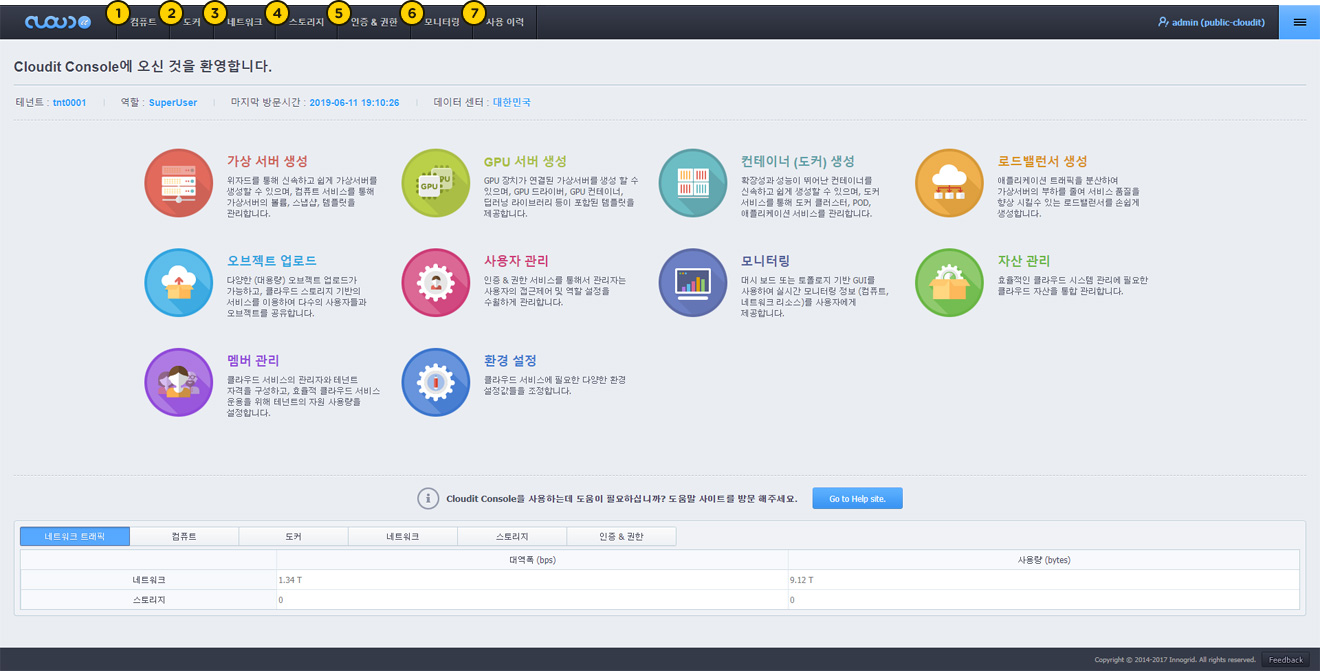 cloudit
1 컴퓨트 2 도커 3 네트워크 4 스토리지 5 인증 & 권한 6 모니터링 7 사용 이력
admin (public-cloudit)
Cloudit Console에 오신 것을 환영합니다.
테넌트 : tnt0001 역할 : SuperUser 마지막 방문시간 : 2019-06-11 19:10:26 데이터 센터 : 대한민국
가상 서버 생성
위자드를 통해 신속하고 쉽게 가상서버를
생성할 수 있으며, 컴퓨트 서비스를 통해
가상서버의 볼륨, 스냅샵, 템플릿을
관리합니다.
GPU
GPU 서버 생성
GPU 장치가 연결된 가상서버를 생성 할 수
있으며, GPU 드라이버, GPU 컨테이너,
딥러닝 라이브러리 등이 포함된 템플릿을
제공합니다.
컨테이너 (도커) 생성
확장성과 성능이 뛰어난 컨테이너를
신속하고 쉽게 생성할 수 있으며, 도커
서비스를 통해 도커 클러스터, POD,
애플리케이션 서비스를 관리합니다.
로드밸런서 생성
애플리케이션 트래픽을 분산하여
가상서버의 부하를 줄여 서비스 품질을
향상 시킬수 있는 로드밸런서를 손쉽게
생성합니다.
오브젝트 업로드
다양한 (대용량) 오브젝트 업로드가
가능하고, 클라우드 스토리지 기반의
서비스를 이용하여 다수의 사용자들과
오브젝트를 공유합니다.
사용자 관리
인증 & 권한 서비스를 통해서 관리자는
사용자의 접근제어 및 역할 설정을
수월하게 관리합니다.
모니터링
대시 보드 또는 토폴로지 기반 GUI를
사용하여 실시간 모니터링 정보 (컴퓨트,
네트워크 리소스)를 사용자에게
제공합니다.
자산 관리
효율적인 클라우드 시스템 관리에 필요한
클라우드 자산을 통합 관리합니다.
멤버 관리
클라우드 서비스의 관리자와 테넌트
자격을 구성하고, 효율적 클라우드 서비스
운용을 위해 테넌트의 자원 사용량을
설정합니다.
환경 설정
클라우드 서비스에 필요한 다양한 환경
설정값들을 조정합니다.
Cloudit Console을 사용하는데 도움이 필요하십니까? 도움말 사이트를 방문 해주세요. Go to Help site.
네트워크 트래픽 컴퓨트 도커 네트워크 스토리지 인증 & 권한
대역폭 (bps) 사용량 (bytes)
네트워크 1.34 T 9.12 T
스토리지 0 0
Copyright © 2014-2017 Innogrid. All rights reserved. Feedback